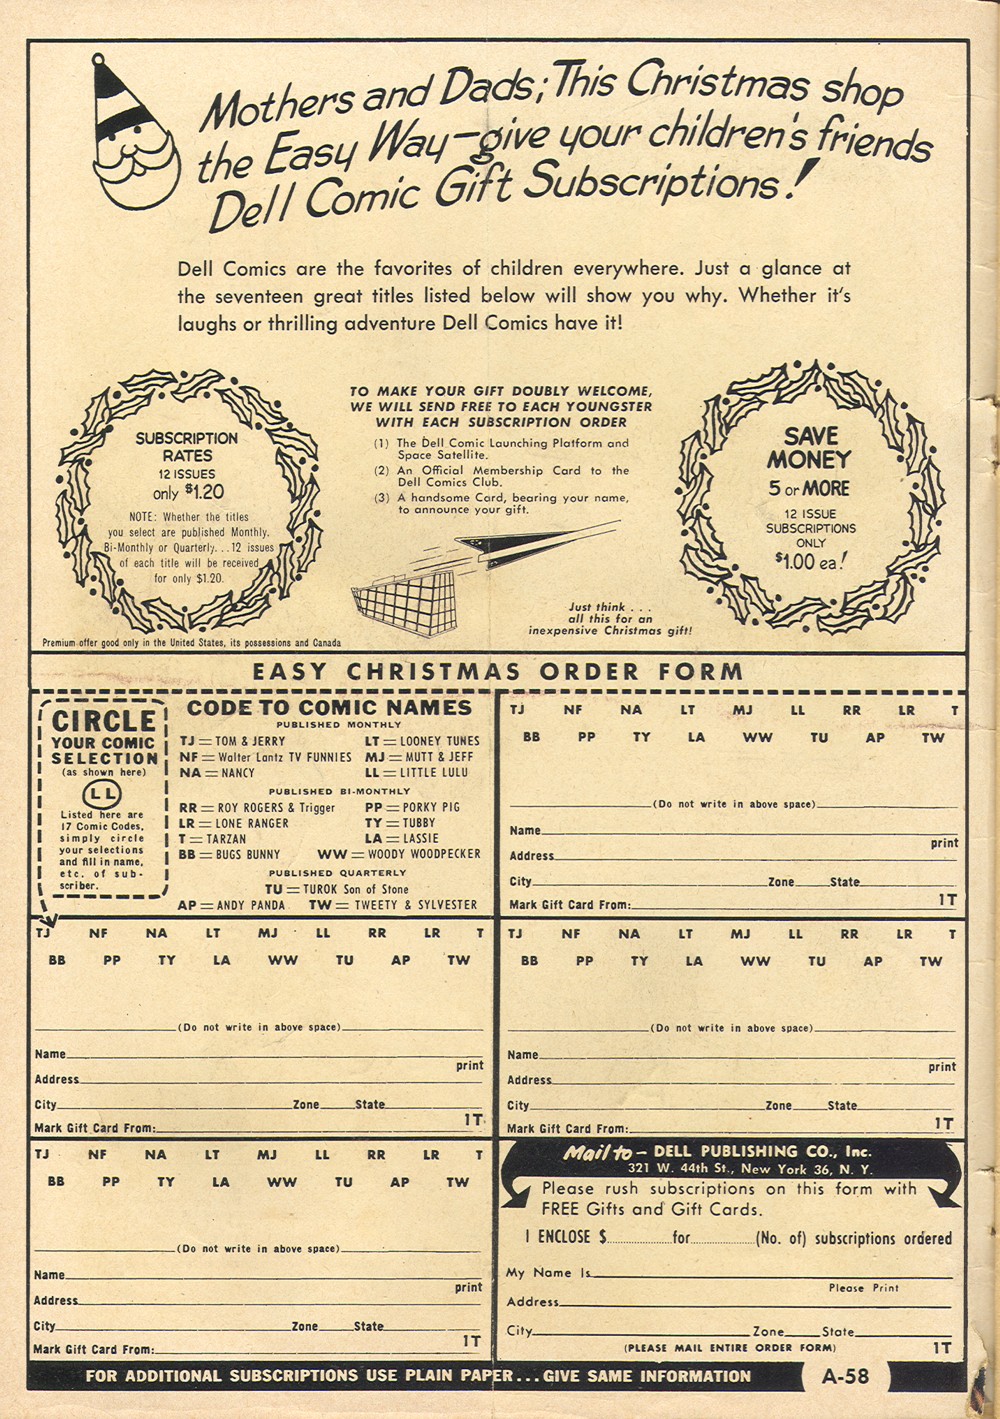 Mothers and Dads; This Christmas shop
the Easy Way—give your children's friends
Dell Comic Gift Subscriptions!
Dell Comics are the favorites of children everywhere. Just a glance at
the seventeen great titles listed below will show you why. Whether it's
laughs or thrilling adventure Dell Comics have it!
SUBSCRIPTION
RATES
12 ISSUES
only $1.20
NOTE: Whether the titles
you select are published Monthly,
Bi-Monthly or Quarterly...12 issues
of each title will be received
for only $1.20.
TO MAKE YOUR GIFT DOUBLY WELCOME,
WE WILL SEND FREE TO EACH YOUNGSTER
WITH EACH SUBSCRIPTION ORDER
(1) The Dell Comic Launching Platform and
Space Satellite.
(2) An Official Membership Card to the
Dell Comics Club.
(3) A handsome Card, bearing your name,
to announce your gift.
Just think . . .
all this for an
inexpensive Christmas gift!
SAVE
MONEY
5 or MORE
12 ISSUE
SUBSCRIPTIONS
ONLY
$1.00 ea!
Premium offer good only in the United States, its possessions and Canada
EASY CHRISTMAS ORDER FORM
CIRCLE
YOUR COMIC
SELECTION
(as shown here)
LL
Listed here are
17 Comic Codes,
simply circle
your selections
and fill in name,
etc. of sub-
scriber.
CODE TO COMIC NAMES
PUBLISHED MONTHLY
TJ = TOM & JERRY LT = LOONEY TUNES
NF = Walter Lantz TV FUNNIES MJ = MUTT & JEFF
NA = NANCY LL = LITTLE LULU
PUBLISHED BI-MONTHLY
RR = ROY ROGERS & Trigger PP = PORKY PIG
LR = LONE RANGER TY = TUBBY
T = TARZAN LA = LASSIE
BB = BUGS BUNNY WW = WOODY WOODPECKER
PUBLISHED QUARTERLY
TU = TUROK Son of Stone
AP = ANDY PANDA TW = TWEETY & SYLVESTER
TJ NF NA LT MJ LL RR LR T
BB PP TY LA WW TU AP TW
(Do not write in above space)
Name
print
Address
City Zone State
Mark Gift Card From: 1T
TJ NF NA LT MJ LL RR LR T
BB PP TY LA WW TU AP TW
(Do not write in above space)
Name
print
Address
City Zone State
Mark Gift Card From: 1T
TJ NF NA LT MJ LL RR LR T
BB PP TY LA WW TU AP TW
(Do not write in above space)
Name
print
Address
City Zone State
Mark Gift Card From: 1T
TJ NF NA LT MJ LL RR LR T
BB PP TY LA WW TU AP TW
(Do not write in above space)
Name
print
Address
City Zone State
Mark Gift Card From: 1T
Mail to – DELL PUBLISHING CO., Inc.
321 W. 44th St., New York 36, N. Y.
Please rush subscriptions on this form with
FREE Gifts and Gift Cards.
I ENCLOSE $ for (No. of) subscriptions ordered
My Name Is
Please Print
Address
City Zone State
(PLEASE MAIL ENTIRE ORDER FORM) 1T
FOR ADDITIONAL SUBSCRIPTIONS USE PLAIN PAPER...GIVE SAME INFORMATION A-58